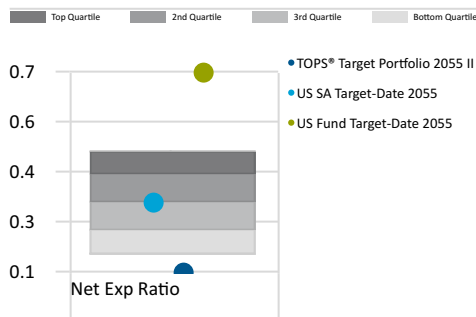 Top Quartile 2nd Quartile 3rd Quartile Bottom Quartile
0.7
0.6
0.4
0.3
0.1
Net Exp Ratio
TOPS® Target Portfolio 2055 II
US SA Target-Date 2055
US Fund Target-Date 2055